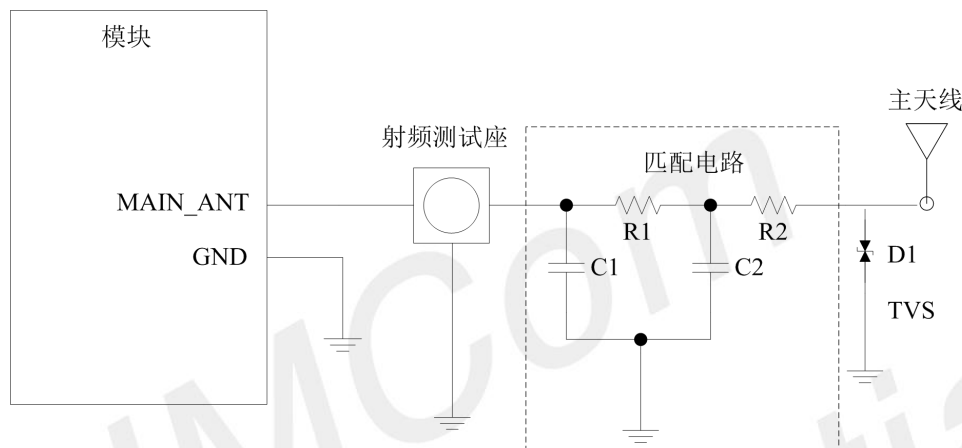 模块
主天线
射频测试座
匹配电路
MAIN_ANT
R1
R2
GND
C1
C2
D1
TVS